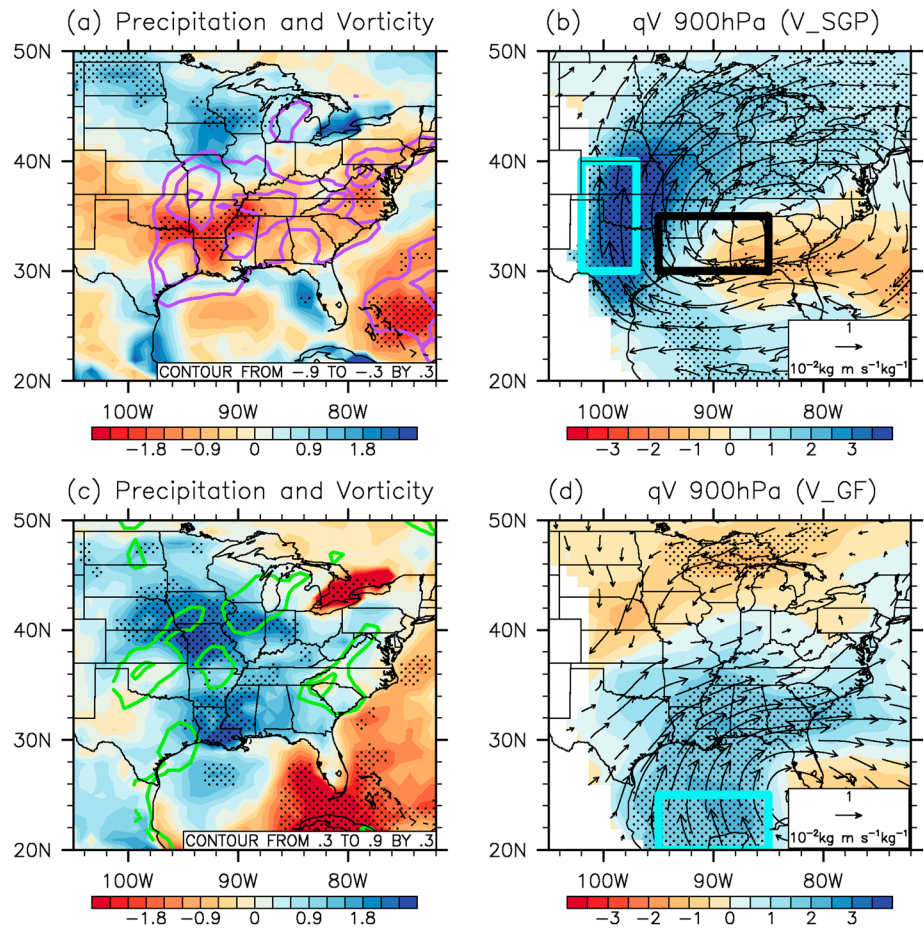 (a) Precipitation and Vorticity
(b) qV 900hPa (V_SGP)
50N
40N
30N
20N
CONTOUR FROM -.9 TO -.3 BY .3
100W 90W 80W
-1.8 -0.9 0 0.9 1.8
50N
40N
30N
20N
1
10-2kg m s-1kg-1
100W 90W 80W
-3 -2 -1 0 1 2 3
(c) Precipitation and Vorticity
(d) qV 900hPa (V_GF)
50N
40N
30N
20N
CONTOUR FROM .3 TO .9 BY .3
100W 90W 80W
-1.8 -0.9 0 0.9 1.8
50N
40N
30N
20N
1
10-2kg m s-1kg-1
100W 90W 80W
-3 -2 -1 0 1 2 3